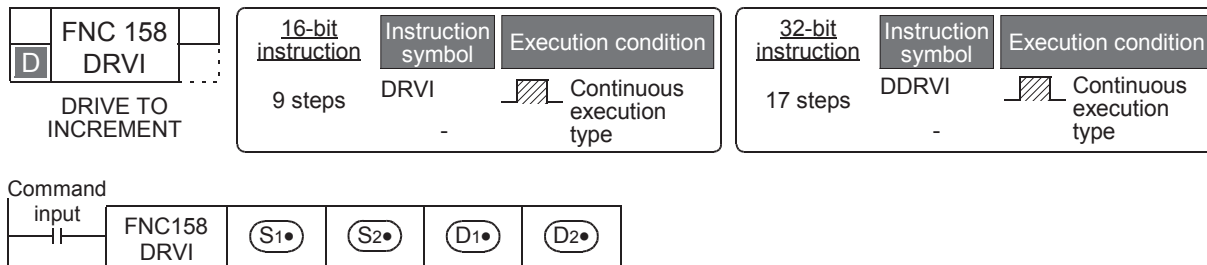 FNC 158
D
DRVI
DRIVE TO
INCREMENT
16-bit
instruction
Instruction
symbol
Execution condition
9 steps
DRVI
Continuous
execution
type
-
32-bit
instruction
Instruction
symbol
Execution condition
17 steps
DDRVI
Continuous
execution
type
-
Command
input
FNC158
DRVI
S1•
S2•
D1•
D2•